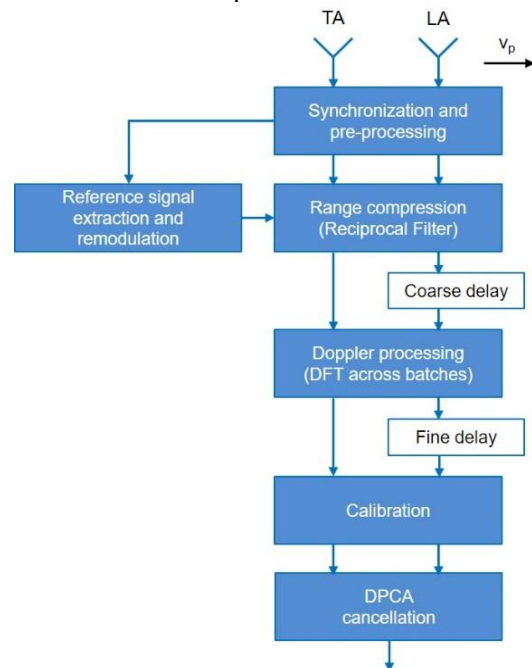 TA LA
v_p
Synchronization and
pre-processing
Reference signal
extraction and
remodulation
Range compression
(Reciprocal Filter)
Coarse delay
Doppler processing
(DFT across batches)
Fine delay
Calibration
DPCA
cancellation